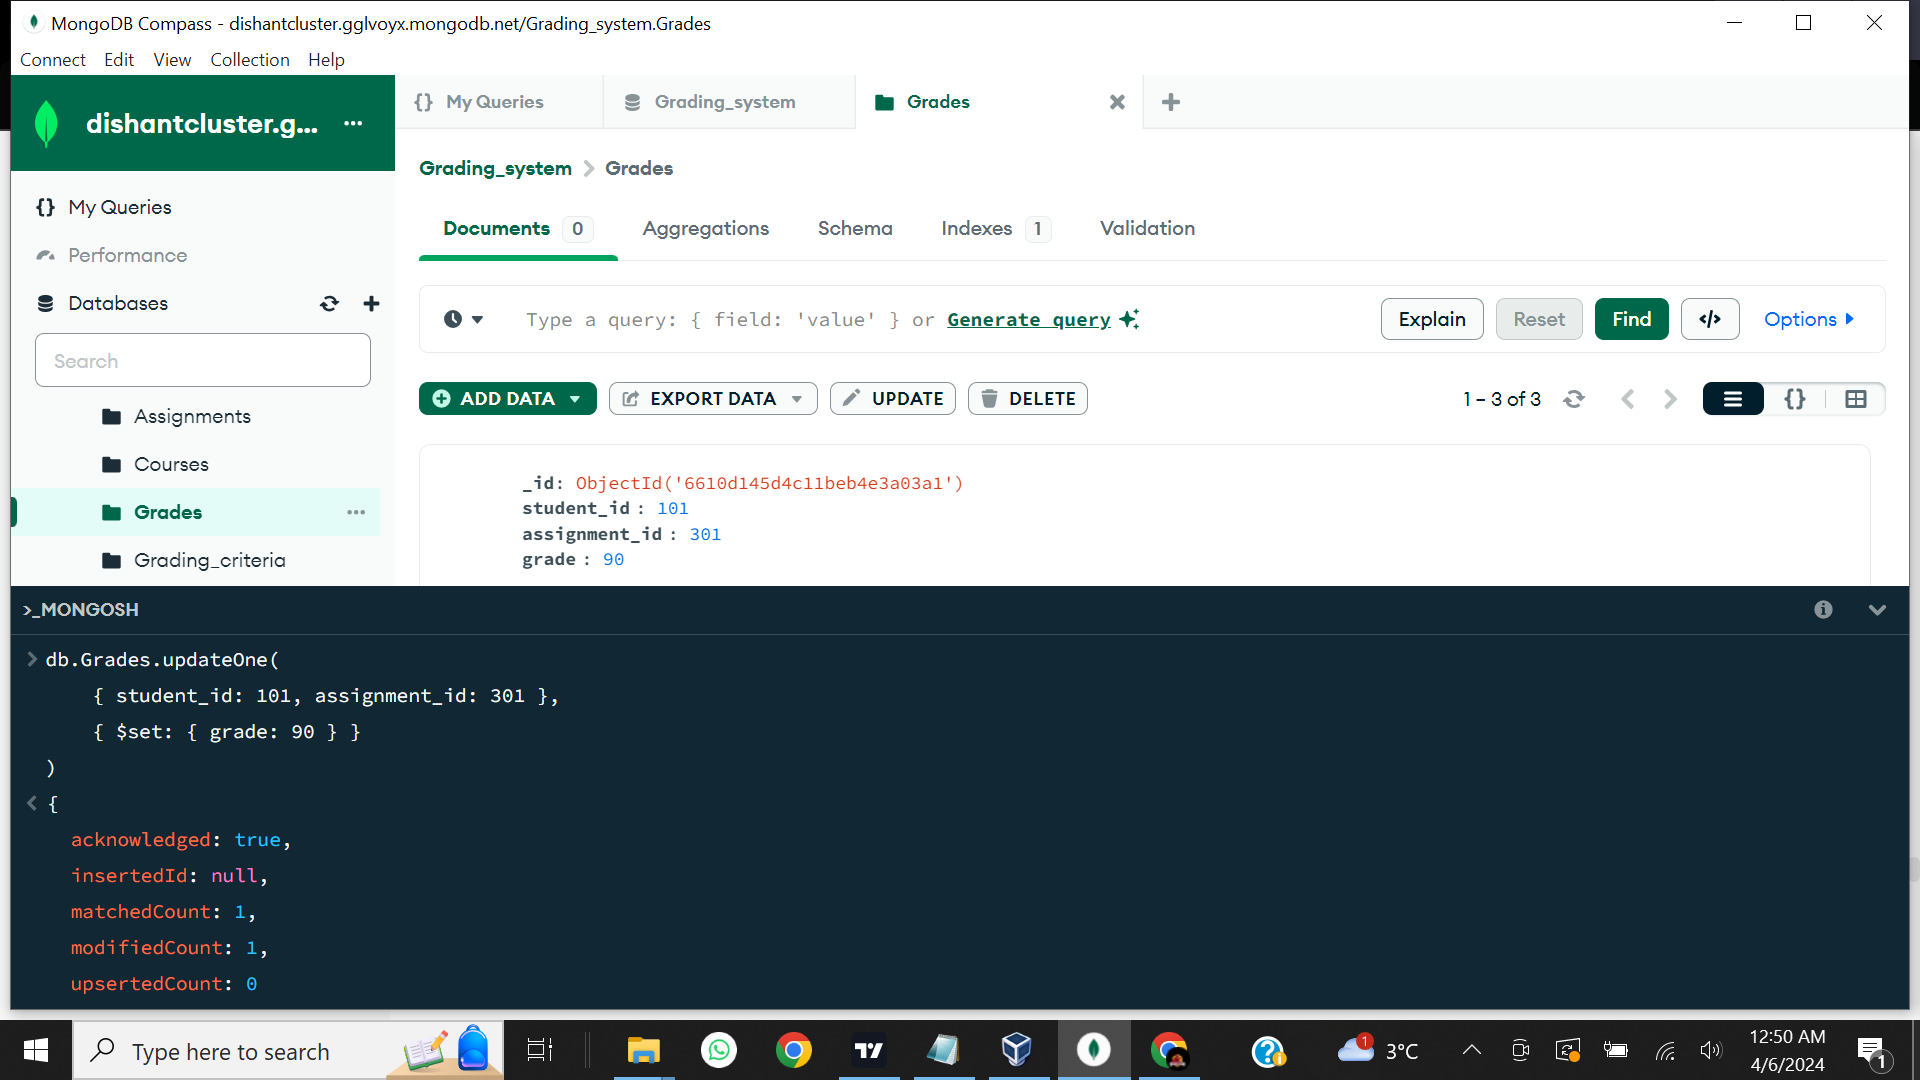 MongoDB Compass - dishantcluster.gglvoyx.mongodb.net/Grading_system.Grades
Connect Edit View Collection Help
dishantcluster.g... ...
{} My Queries
Grading_system
Grades
Grading_system > Grades
{} My Queries
Performance
Databases
Search
Assignments
Courses
Grades
Grading_criteria
Documents 0 Aggregations Schema Indexes 1 Validation
Type a query: { field: 'value' } or Generate query
Explain Reset Find </> Options
ADD DATA EXPORT DATA UPDATE DELETE 1 – 3 of 3 {}
_id: ObjectId('6610d145d4c11beb4e3a03a1')
student_id : 101
assignment_id : 301
grade : 90
>_MONGOSH
> db.Grades.updateOne(
{ student_id: 101, assignment_id: 301 },
{ $set: { grade: 90 } }
)
< {
acknowledged: true,
insertedId: null,
matchedCount: 1,
modifiedCount: 1,
upsertedCount: 0
Type here to search
1 3°C
12:50 AM
4/6/2024
1